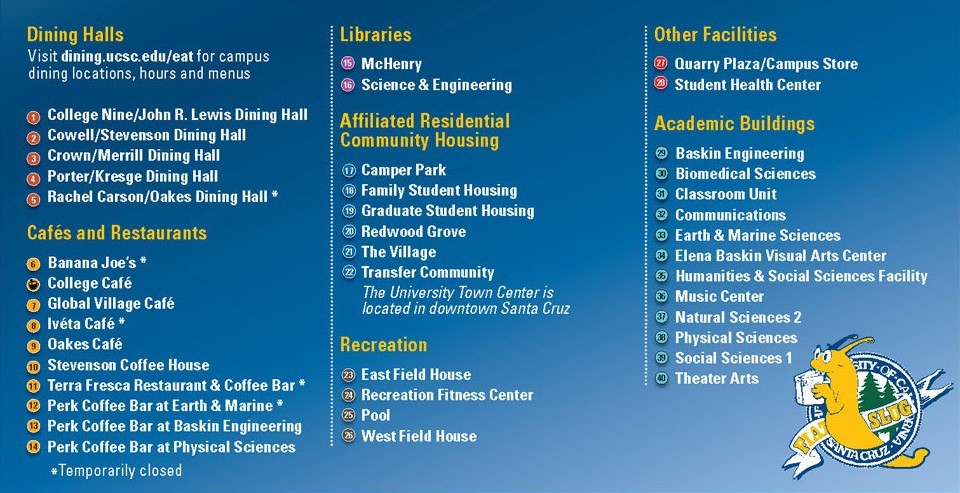 Dining Halls
Visit dining.ucsc.edu/eat for campus
dining locations, hours and menus
1 College Nine/John R. Lewis Dining Hall
2 Cowell/Stevenson Dining Hall
3 Crown/Merrill Dining Hall
4 Porter/Kresge Dining Hall
5 Rachel Carson/Oakes Dining Hall *
Cafés and Restaurants
6 Banana Joe's *
College Café
7 Global Village Café
8 Ivéta Café *
9 Oakes Café
10 Stevenson Coffee House
11 Terra Fresca Restaurant & Coffee Bar *
12 Perk Coffee Bar at Earth & Marine *
13 Perk Coffee Bar at Baskin Engineering
14 Perk Coffee Bar at Physical Sciences
*Temporarily closed
Libraries
15 McHenry
16 Science & Engineering
Affiliated Residential
Community Housing
17 Camper Park
18 Family Student Housing
19 Graduate Student Housing
20 Redwood Grove
21 The Village
22 Transfer Community
The University Town Center is
located in downtown Santa Cruz
Recreation
23 East Field House
24 Recreation Fitness Center
25 Pool
26 West Field House
Other Facilities
27 Quarry Plaza/Campus Store
28 Student Health Center
Academic Buildings
29 Baskin Engineering
30 Biomedical Sciences
31 Classroom Unit
32 Communications
33 Earth & Marine Sciences
34 Elena Baskin Visual Arts Center
35 Humanities & Social Sciences Facility
36 Music Center
37 Natural Sciences 2
38 Physical Sciences
39 Social Sciences 1
40 Theater Arts
SLUG
SANTA CRUZ